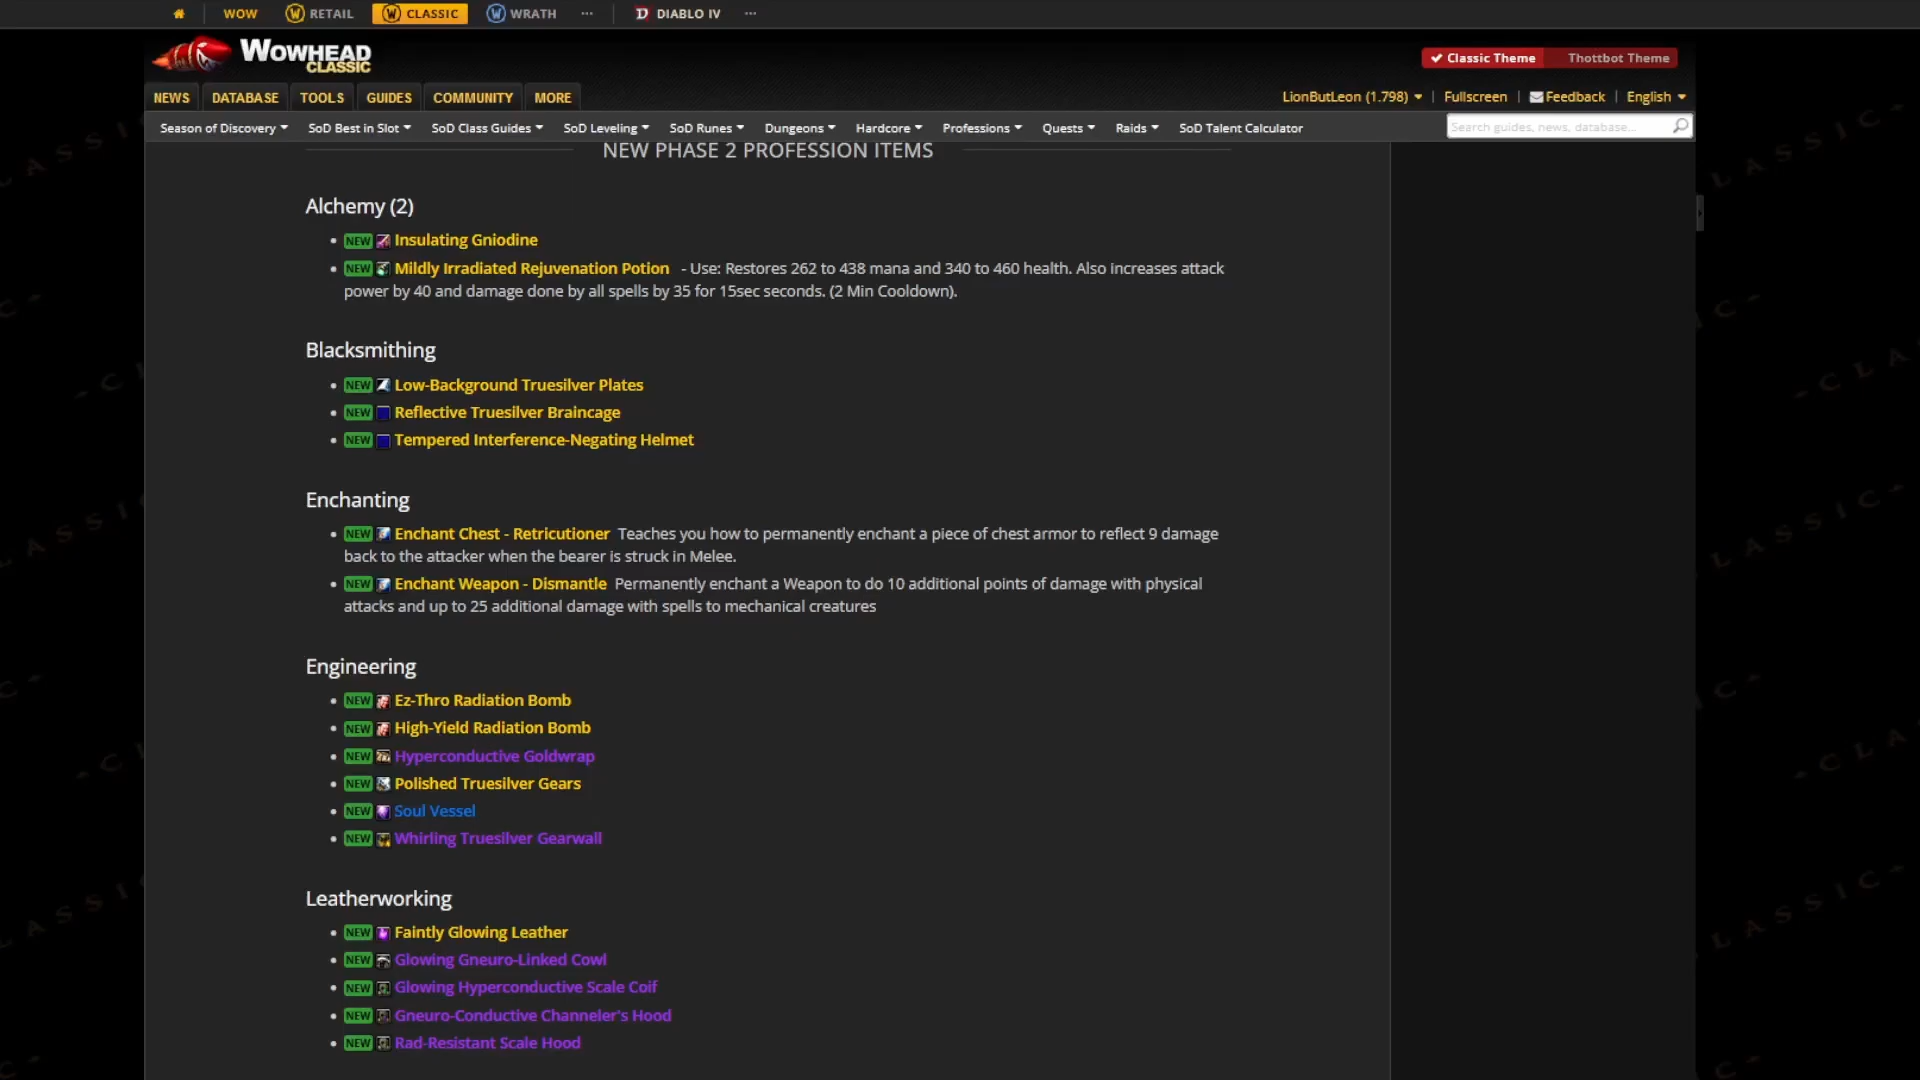 WOW RETAIL CLASSIC WRATH ... DIABLO IV ...
WOWHEAD
CLASSIC
Classic Theme Thottbot Theme
NEWS DATABASE TOOLS GUIDES COMMUNITY MORE
LionButLeon (1.798) | Fullscreen | Feedback | English
Season of Discovery SoD Best in Slot SoD Class Guides SoD Leveling SoD Runes Dungeons Hardcore Professions Quests Raids SoD Talent Calculator
Search guides, news, database...
NEW PHASE 2 PROFESSION ITEMS
Alchemy (2)
• NEW Insulating Gniodine
• NEW Mildly Irradiated Rejuvenation Potion - Use: Restores 262 to 438 mana and 340 to 460 health. Also increases attack
power by 40 and damage done by all spells by 35 for 15sec seconds. (2 Min Cooldown).
Blacksmithing
• NEW Low-Background Truesilver Plates
• NEW Reflective Truesilver Braincage
• NEW Tempered Interference-Negating Helmet
Enchanting
• NEW Enchant Chest - Retricutioner Teaches you how to permanently enchant a piece of chest armor to reflect 9 damage
back to the attacker when the bearer is struck in Melee.
• NEW Enchant Weapon - Dismantle Permanently enchant a Weapon to do 10 additional points of damage with physical
attacks and up to 25 additional damage with spells to mechanical creatures
Engineering
• NEW Ez-Thro Radiation Bomb
• NEW High-Yield Radiation Bomb
• NEW Hyperconductive Goldwrap
• NEW Polished Truesilver Gears
• NEW Soul Vessel
• NEW Whirling Truesilver Gearwall
Leatherworking
• NEW Faintly Glowing Leather
• NEW Glowing Gneuro-Linked Cowl
• NEW Glowing Hyperconductive Scale Coif
• NEW Gneuro-Conductive Channeler's Hood
• NEW Rad-Resistant Scale Hood